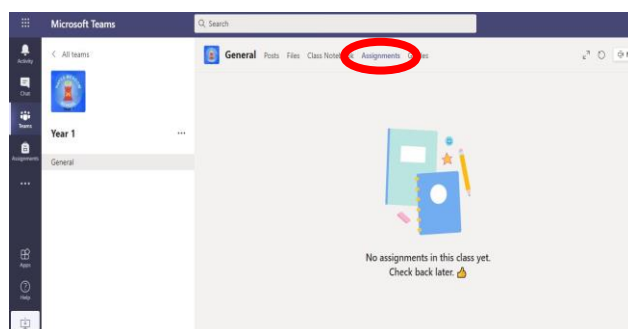 Microsoft Teams
Search
Activity
Chat
Teams
Assignments
Apps
Help
All teams
Year 1
General
General Posts Files Class Assignments
No assignments in this class yet.
Check back later. 👍